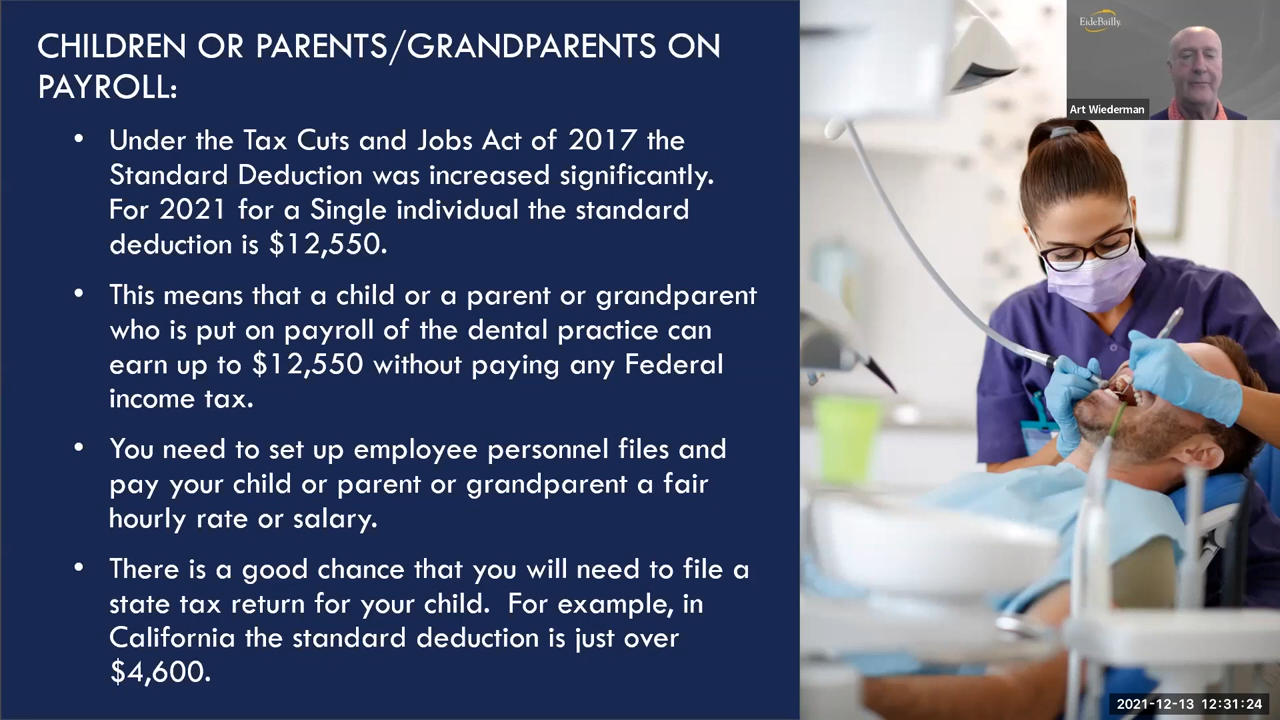 CHILDREN OR PARENTS/GRANDPARENTS ON
PAYROLL:
• Under the Tax Cuts and Jobs Act of 2017 the
Standard Deduction was increased significantly.
For 2021 for a Single individual the standard
deduction is $12,550.
• This means that a child or a parent or grandparent
who is put on payroll of the dental practice can
earn up to $12,550 without paying any Federal
income tax.
• You need to set up employee personnel files and
pay your child or parent or grandparent a fair
hourly rate or salary.
• There is a good chance that you will need to file a
state tax return for your child.  For example, in
California the standard deduction is just over
$4,600.
EideBailly
Art Wiederman
2021-12-13 12:31:24